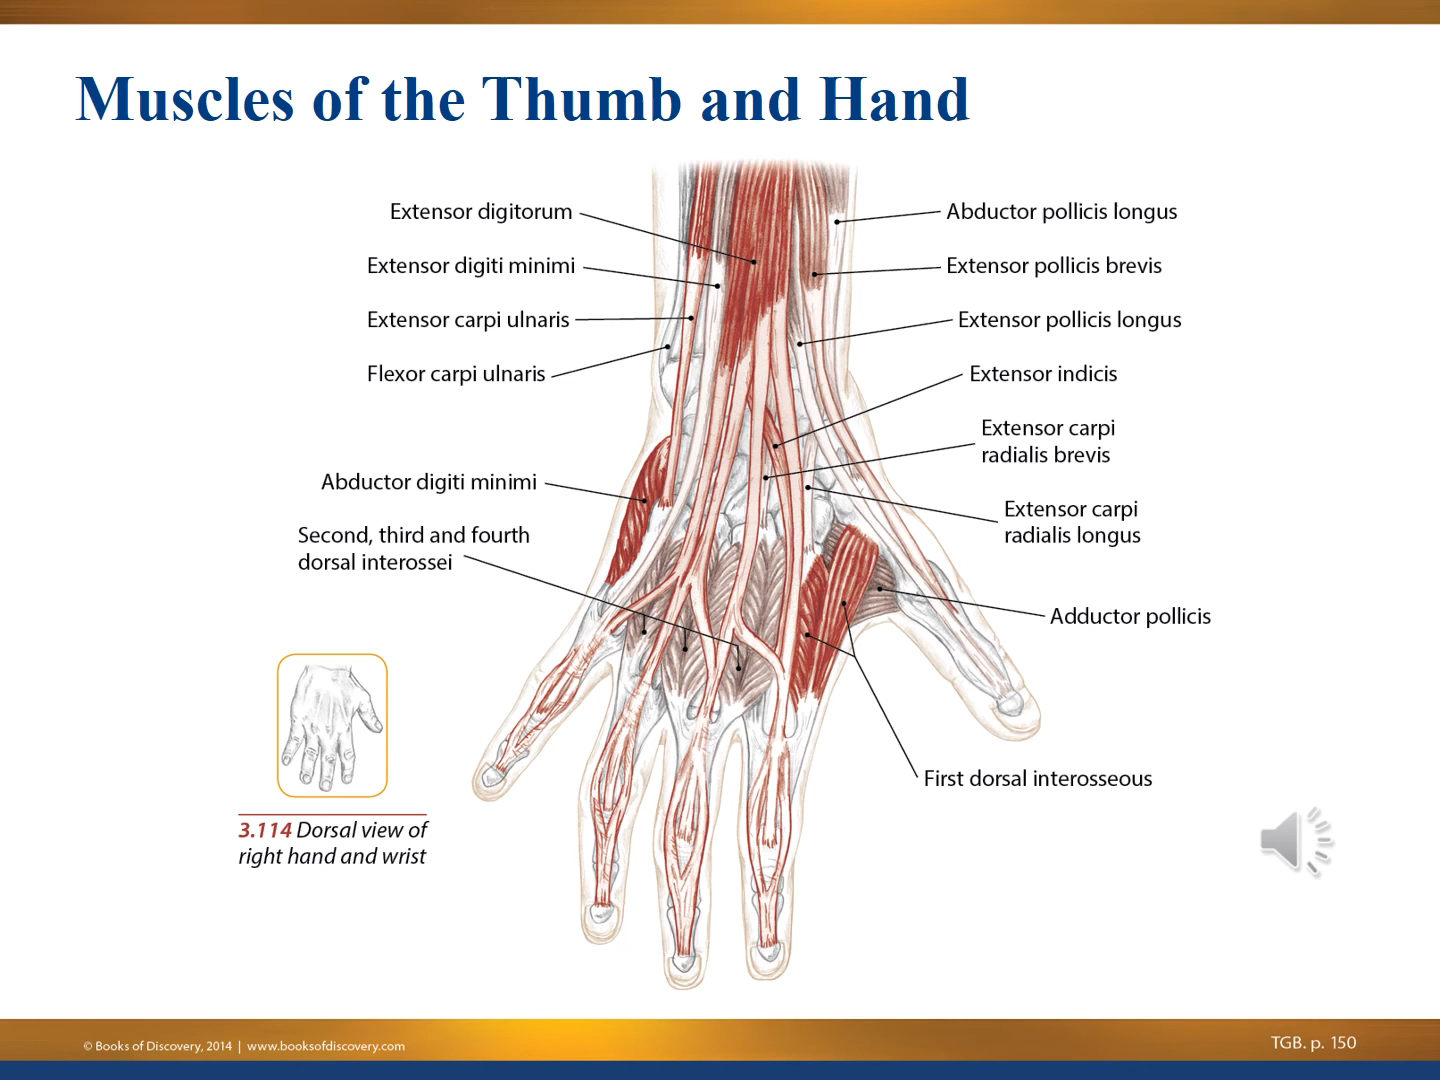 Muscles of the Thumb and Hand
Extensor digitorum
Extensor digiti minimi
Extensor carpi ulnaris
Flexor carpi ulnaris
Abductor digiti minimi
Second, third and fourth
dorsal interossei
Abductor pollicis longus
Extensor pollicis brevis
Extensor pollicis longus
Extensor indicis
Extensor carpi
radialis brevis
Extensor carpi
radialis longus
Adductor pollicis
First dorsal interosseous
3.114 Dorsal view of
right hand and wrist
© Books of Discovery, 2014 | www.booksofdiscovery.com
TGB. p. 150